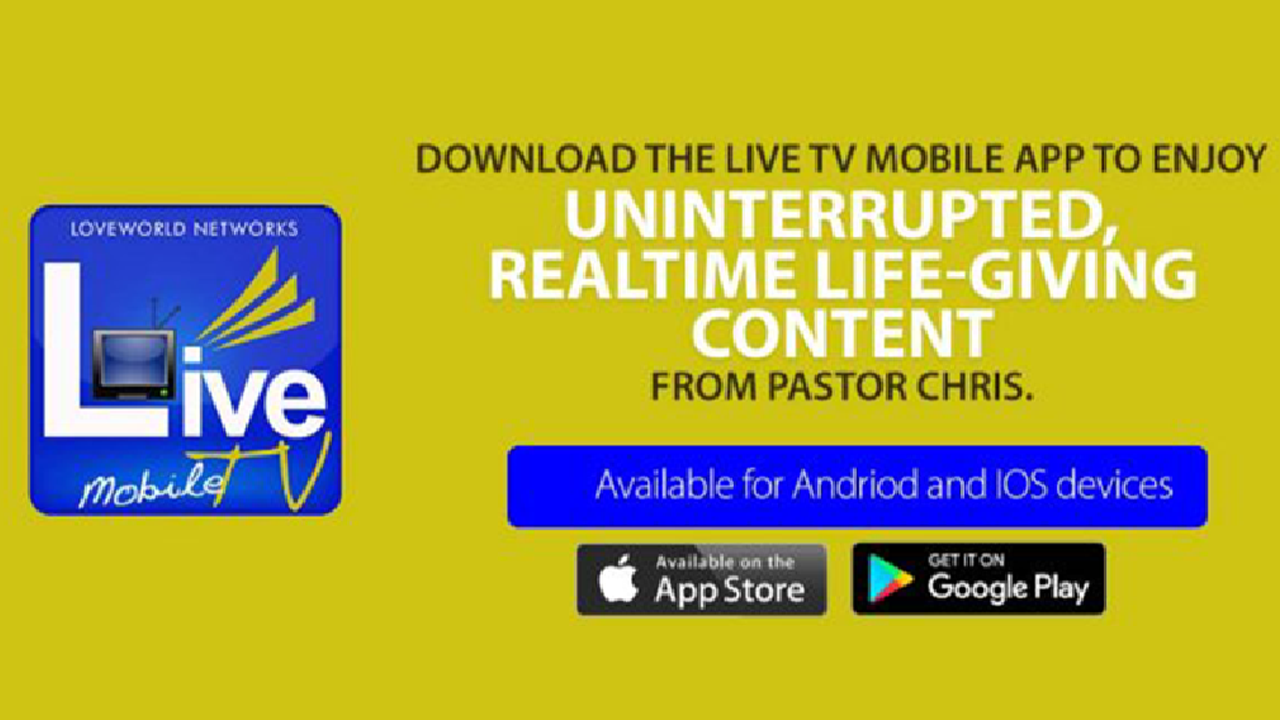 LOVEWORLD NETWORKS
Live
mobile TV
DOWNLOAD THE LIVE TV MOBILE APP TO ENJOY
UNINTERRUPTED,
REALTIME LIFE-GIVING
CONTENT
FROM PASTOR CHRIS.
Available for Andriod and IOS devices
Available on the
App Store
GET IT ON
Google Play